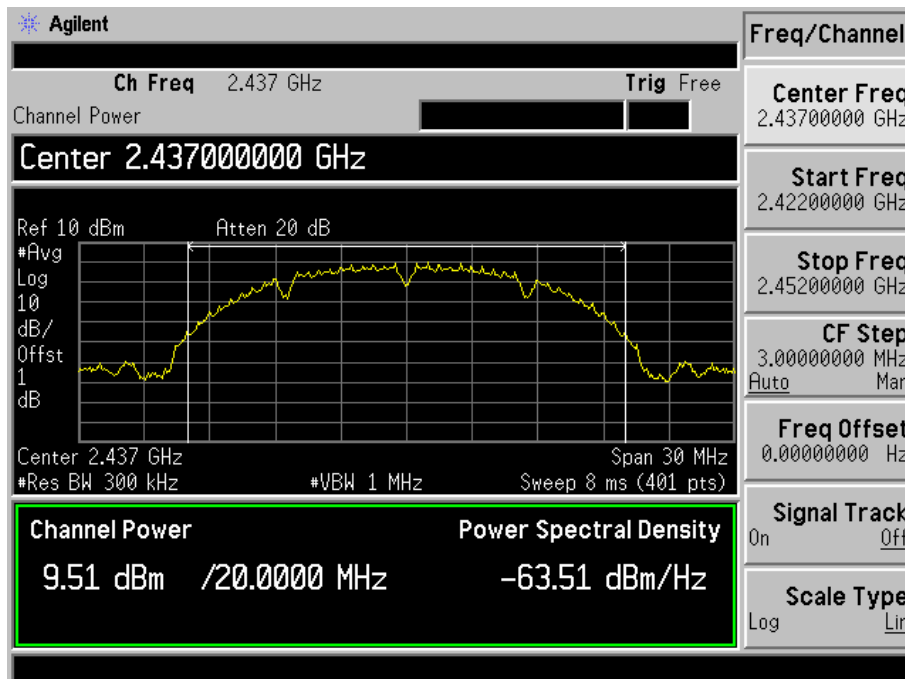 Agilent
Freq/Channel
Ch Freq 2.437 GHz Trig Free
Channel Power
Center 2.437000000 GHz
Ref 10 dBm Atten 20 dB
#Avg
Log
10
dB/
Offst
1
dB
Center 2.437 GHz Span 30 MHz
#Res BW 300 kHz #VBW 1 MHz Sweep 8 ms (401 pts)
Channel Power Power Spectral Density
9.51 dBm /20.0000 MHz -63.51 dBm/Hz
Center Freq
2.43700000 GHz
Start Freq
2.42200000 GHz
Stop Freq
2.45200000 GHz
CF Step
3.00000000 MHz
Auto Man
Freq Offset
0.00000000 Hz
Signal Track
On Off
Scale Type
Log Lin